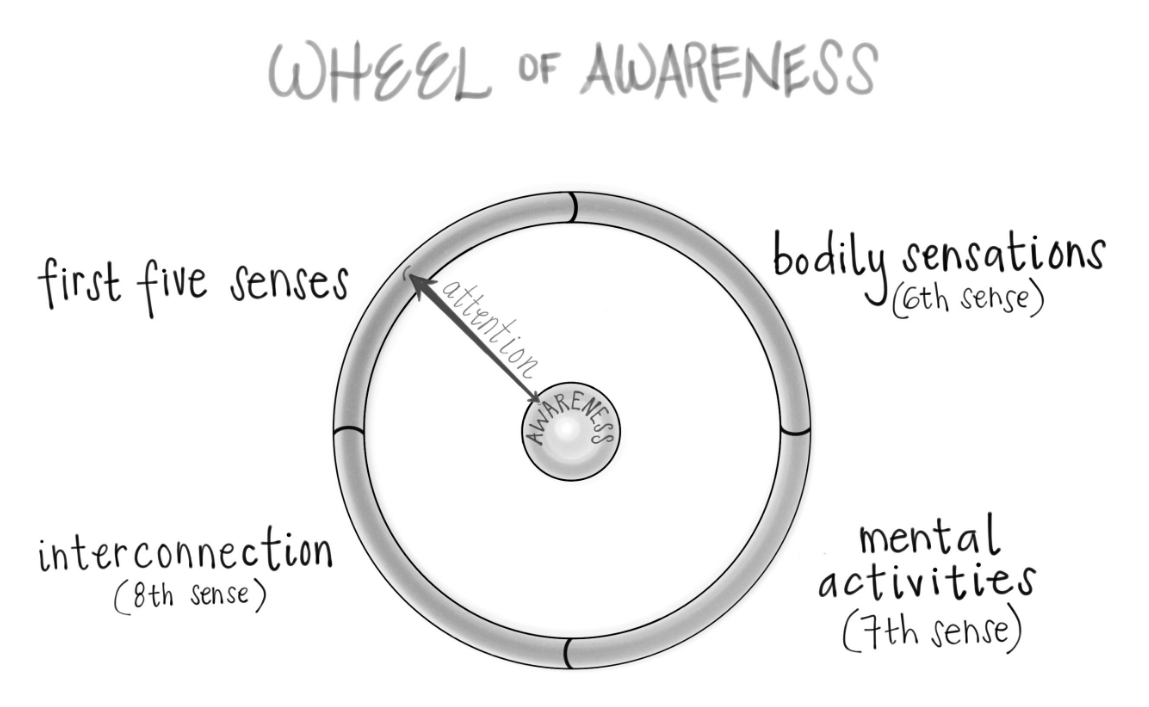 WHEEL OF AWARENESS
first five senses
bodily sensations
(6th sense)
attention
AWARENESS
interconnection
(8th sense)
mental
activities
(7th sense)